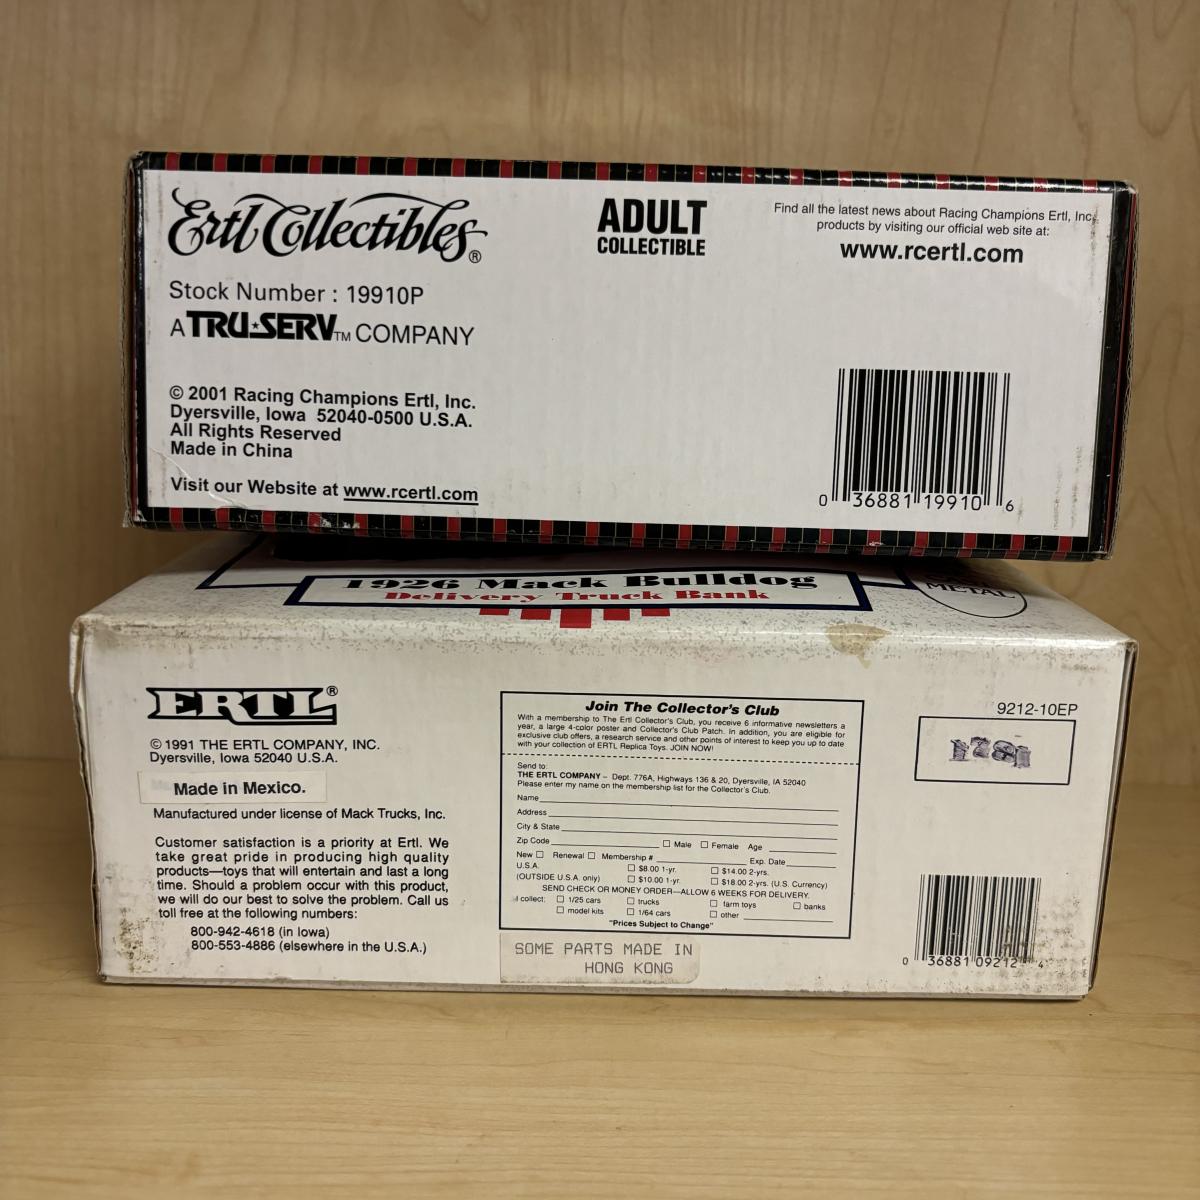 Ertl Collectibles®
Stock Number : 19910P
A TRU★SERV™ COMPANY
© 2001 Racing Champions Ertl, Inc.
Dyersville, Iowa 52040-0500 U.S.A.
All Rights Reserved
Made in China
Visit our Website at www.rcertl.com
ADULT
COLLECTIBLE
Find all the latest news about Racing Champions Ertl, Inc.
products by visiting our official web site at:
www.rcertl.com
0 36881 19910 6
1926 Mack Bulldog
Delivery Truck Bank
METAL
ERTL®
© 1991 THE ERTL COMPANY, INC.
Dyersville, Iowa 52040 U.S.A.
Made in Mexico.
Manufactured under license of Mack Trucks, Inc.
Customer satisfaction is a priority at Ertl. We
take great pride in producing high quality
products—toys that will entertain and last a long
time. Should a problem occur with this product,
we will do our best to solve the problem. Call us
toll free at the following numbers:
800-942-4618 (in Iowa)
800-553-4886 (elsewhere in the U.S.A.)
Join The Collector's Club
With a membership to The Ertl Collector's Club, you receive 6 informative newsletters a
year, a large 4-color poster and Collector's Club Patch. In addition, you are eligible for
exclusive club offers, a research service and other points of interest to keep you up to date
with your collection of ERTL Replica Toys. JOIN NOW!
Send to:
THE ERTL COMPANY – Dept. 776A, Highways 136 & 20, Dyersville, IA 52040
Please enter my name on the membership list for the Collector's Club.
Name
Address
City & State
Zip Code Male Female Age
New Renewal Membership # Exp. Date
U.S.A. $8.00 1-yr. $14.00 2-yrs.
(OUTSIDE U.S.A. only) $10.00 1-yr. $18.00 2-yrs. (U.S. Currency)
SEND CHECK OR MONEY ORDER—ALLOW 6 WEEKS FOR DELIVERY.
I collect: 1/25 cars trucks farm toys banks
model kits 1/64 cars other
"Prices Subject to Change"
SOME PARTS MADE IN
HONG KONG
9212-10EP
0 36881 09212 4